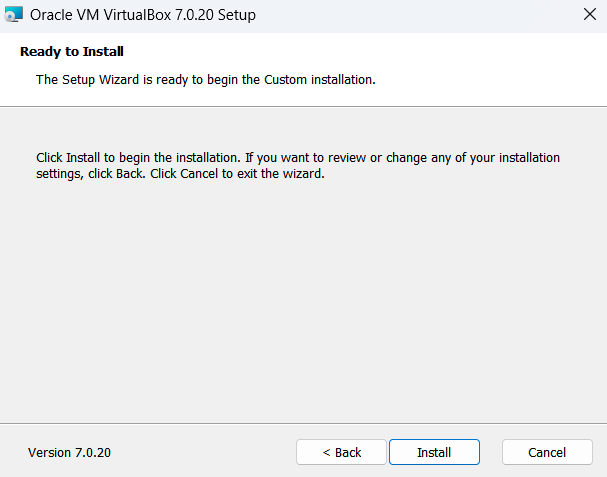 Oracle VM VirtualBox 7.0.20 Setup
Ready to Install
The Setup Wizard is ready to begin the Custom installation.
Click Install to begin the installation. If you want to review or change any of your installation
settings, click Back. Click Cancel to exit the wizard.
Version 7.0.20
< Back
Install
Cancel